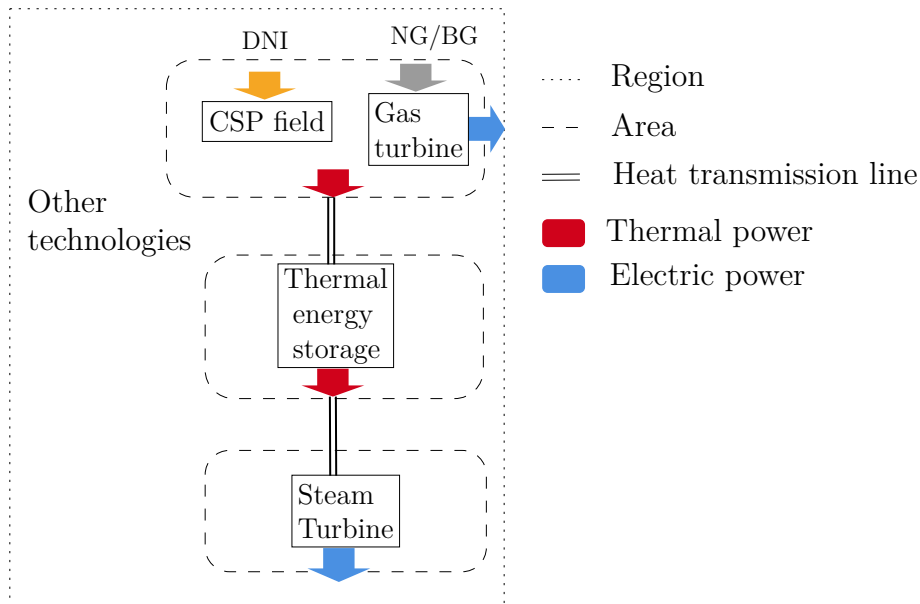 DNI
NG/BG
CSP field
Gas
turbine
Other
technologies
Thermal
energy
storage
Steam
Turbine
Region
Area
Heat transmission line
Thermal power
Electric power